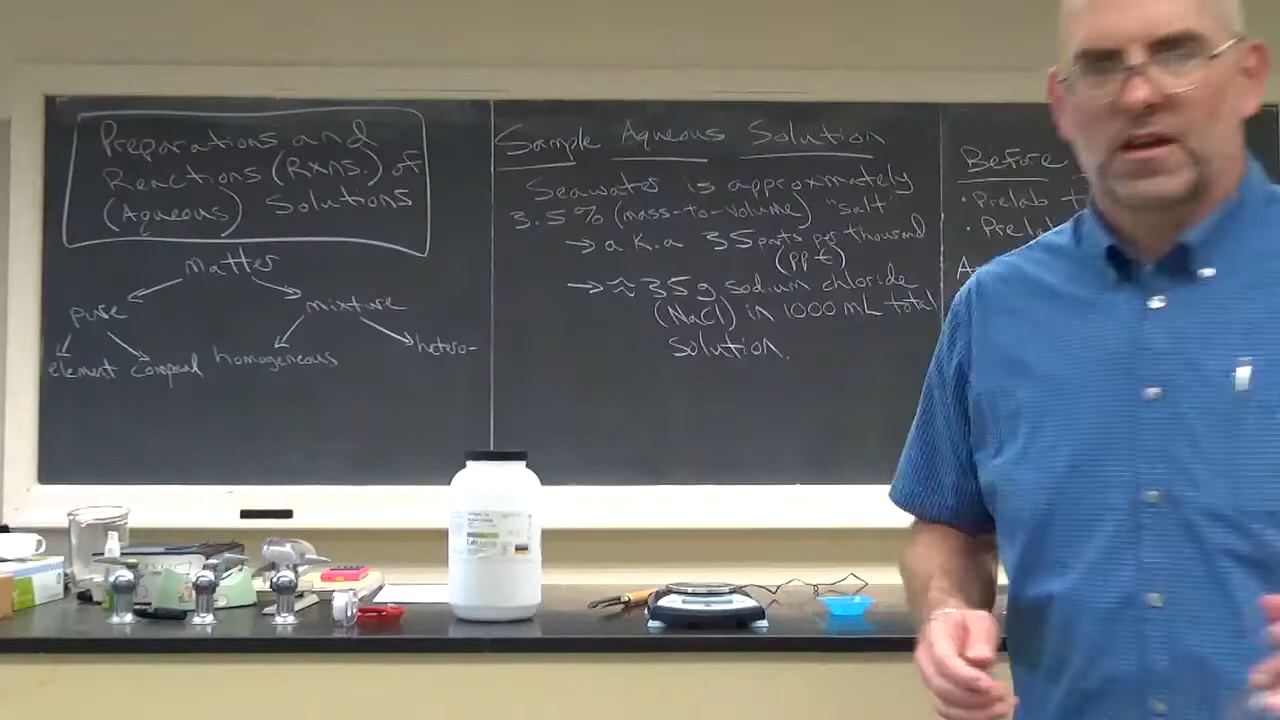 Preparations and
Reactions (Rxns.) of
(Aqueous) Solutions
Matter
pure
mixture
element compound homogeneous hetero-
Sample Aqueous Solution
Seawater is approximately
3.5% (mass-to-volume) "salt"
→ a.k.a 35 parts per thousand
(ppt)
→ ≈ 35g sodium chloride
(NaCl) in 1000 mL total
solution.
Before
· Prelab
· Prelab